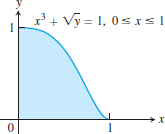 y
x³ + √y = 1, 0 ≤ x ≤ 1
1
x
0
1